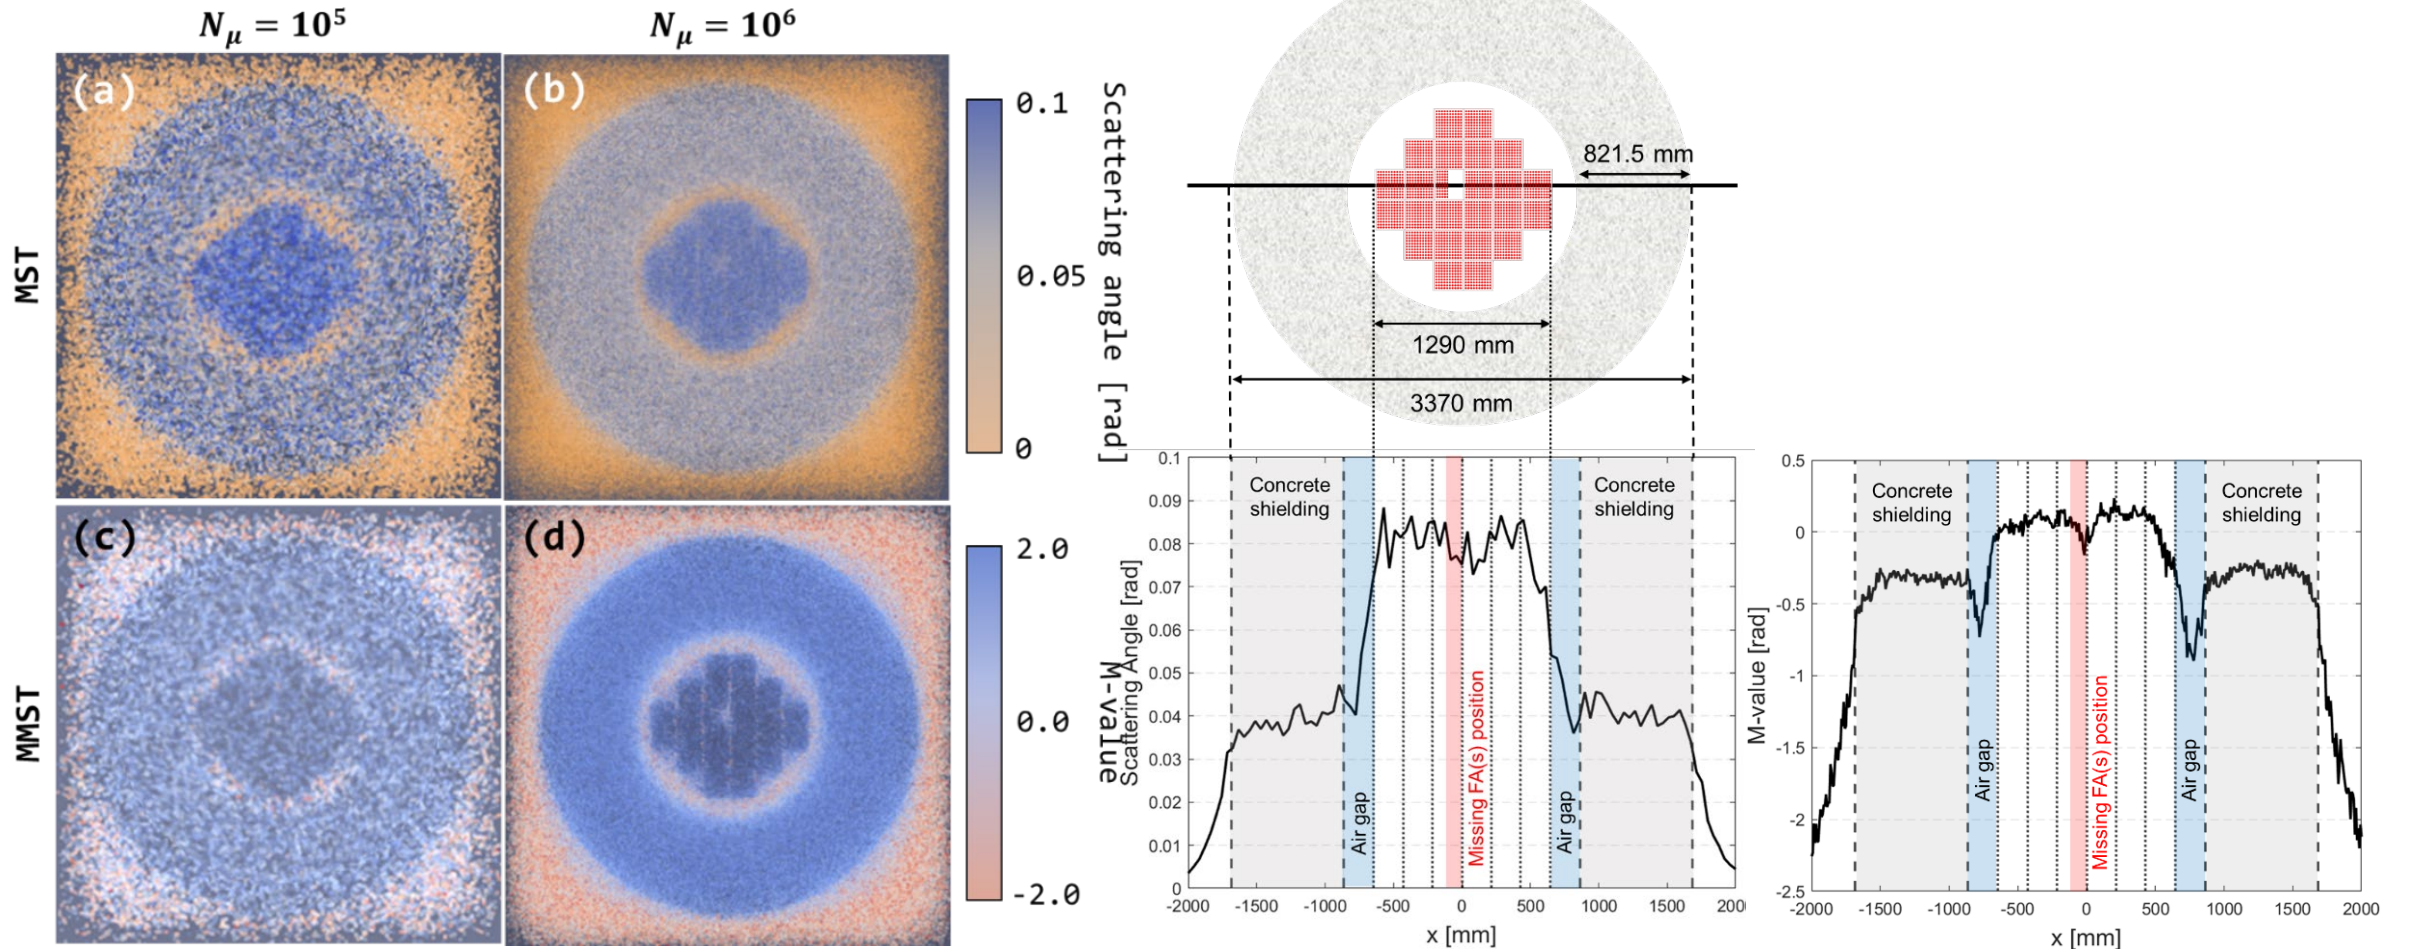 N_μ = 10⁵
N_μ = 10⁶
(a)
(b)
MST
0.1
0.05
0
Scattering angle [rad]
(c)
(d)
MMST
2.0
0.0
-2.0
M-value
821.5 mm
1290 mm
3370 mm
0.1
0.09
0.08
0.07
0.06
0.05
0.04
0.03
0.02
0.01
0
Scattering Angle [rad]
Concrete
shielding
Air gap
Missing FA(s) position
Air gap
Concrete
shielding
-2000
-1500
-1000
-500
0
500
1000
1500
x [mm]
0.5
0
-0.5
-1
-1.5
-2
-2.5
M-value [rad]
Concrete
shielding
Air gap
Missing FA(s) position
Air gap
Concrete
shielding
-2000
-1500
-1000
-500
0
500
1000
1500
2000
x [mm]